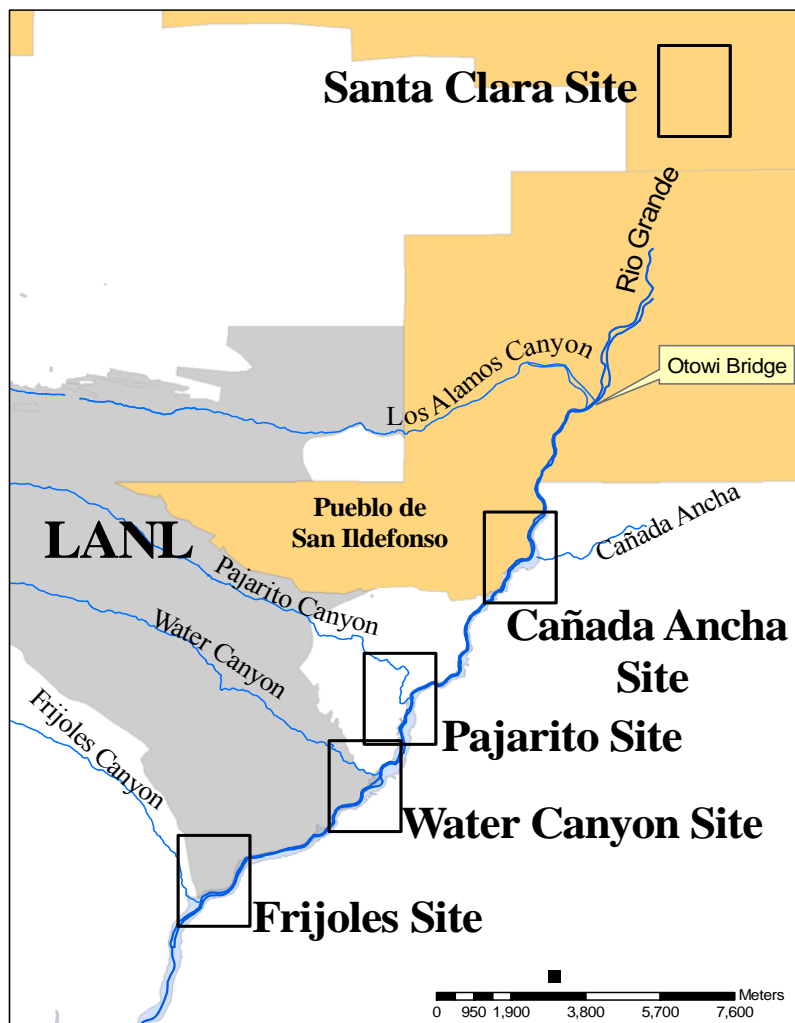 Santa Clara Site
Rio Grande
Los Alamos Canyon
Otowi Bridge
Pueblo de
San Ildefonso
Cañada Ancha
LANL
Pajarito Canyon
Cañada Ancha
Site
Water Canyon
Frijoles Canyon
Pajarito Site
Water Canyon Site
Frijoles Site
Meters
0 950 1,900 3,800 5,700 7,600